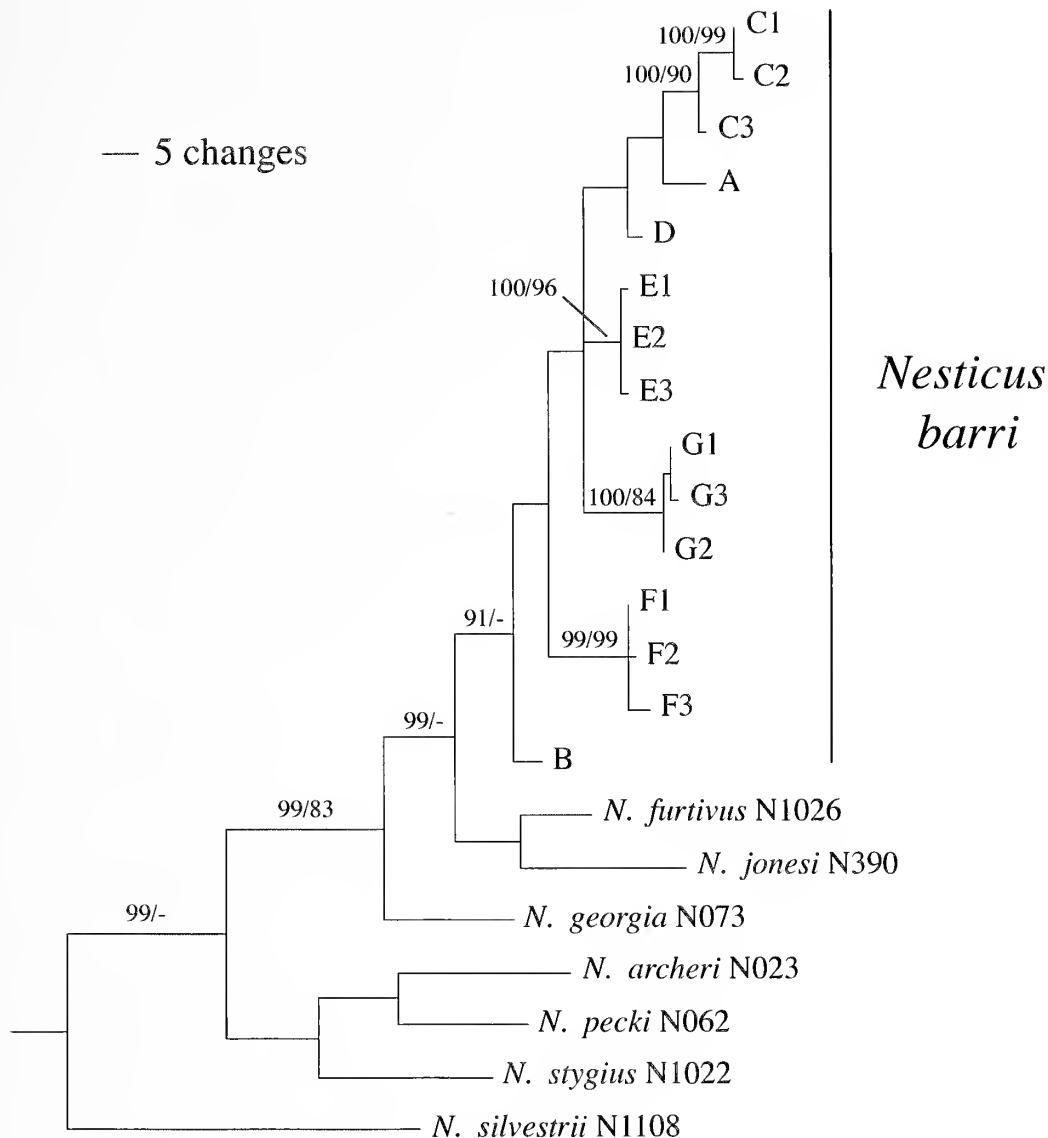 C1
100/99
C2
100/90
C3
5 changes
A
D
E1
100/96
E2
E3
Nesticus
barri
G1
100/84
G3
G2
F1
91/-
99/99
F2
F3
99/-
B
N. furtivus N1026
99/83
N. jonesi N390
99/-
N. georgia N073
N. archeri N023
N. pecki N062
N. stygius N1022
N. silvestrii N1108